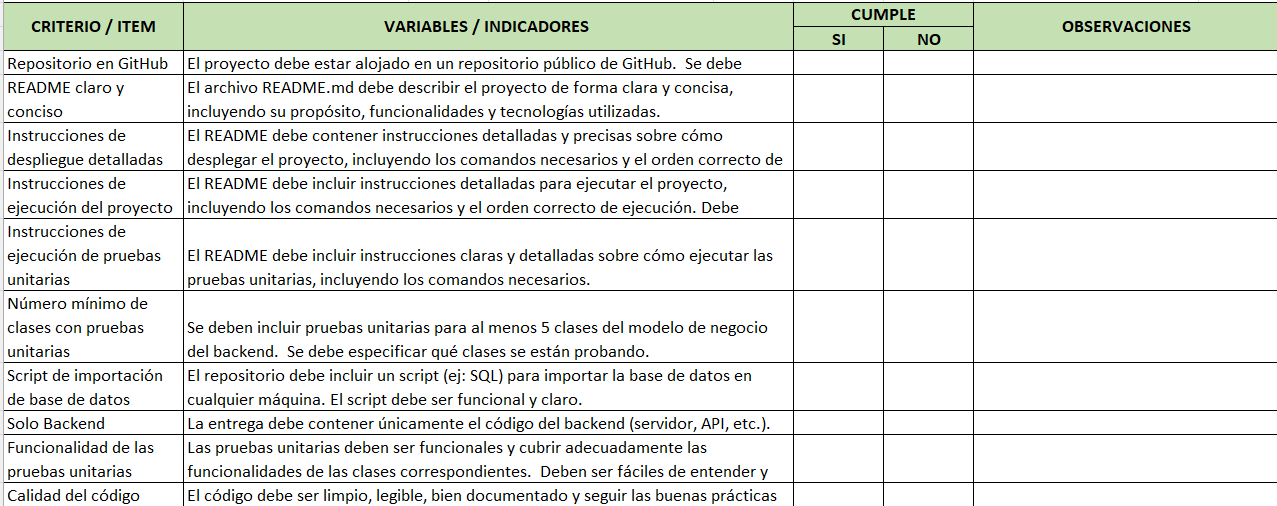 CRITERIO / ITEM
VARIABLES / INDICADORES
CUMPLE
SI
NO
OBSERVACIONES
Repositorio en GitHub
El proyecto debe estar alojado en un repositorio público de GitHub.  Se debe
README claro y
conciso
El archivo README.md debe describir el proyecto de forma clara y concisa,
incluyendo su propósito, funcionalidades y tecnologías utilizadas.
Instrucciones de
despliegue detalladas
El README debe contener instrucciones detalladas y precisas sobre cómo
desplegar el proyecto, incluyendo los comandos necesarios y el orden correcto de
Instrucciones de
ejecución del proyecto
El README debe incluir instrucciones detalladas para ejecutar el proyecto,
incluyendo los comandos necesarios y el orden correcto de ejecución. Debe
Instrucciones de
ejecución de pruebas
unitarias
El README debe incluir instrucciones claras y detalladas sobre cómo ejecutar las
pruebas unitarias, incluyendo los comandos necesarios.
Número mínimo de
clases con pruebas
unitarias
Se deben incluir pruebas unitarias para al menos 5 clases del modelo de negocio
del backend.  Se debe especificar qué clases se están probando.
Script de importación
de base de datos
El repositorio debe incluir un script (ej: SQL) para importar la base de datos en
cualquier máquina. El script debe ser funcional y claro.
Solo Backend
La entrega debe contener únicamente el código del backend (servidor, API, etc.).
Funcionalidad de las
pruebas unitarias
Las pruebas unitarias deben ser funcionales y cubrir adecuadamente las
funcionalidades de las clases correspondientes.  Deben ser fáciles de entender y
Calidad del código
El código debe ser limpio, legible, bien documentado y seguir las buenas prácticas